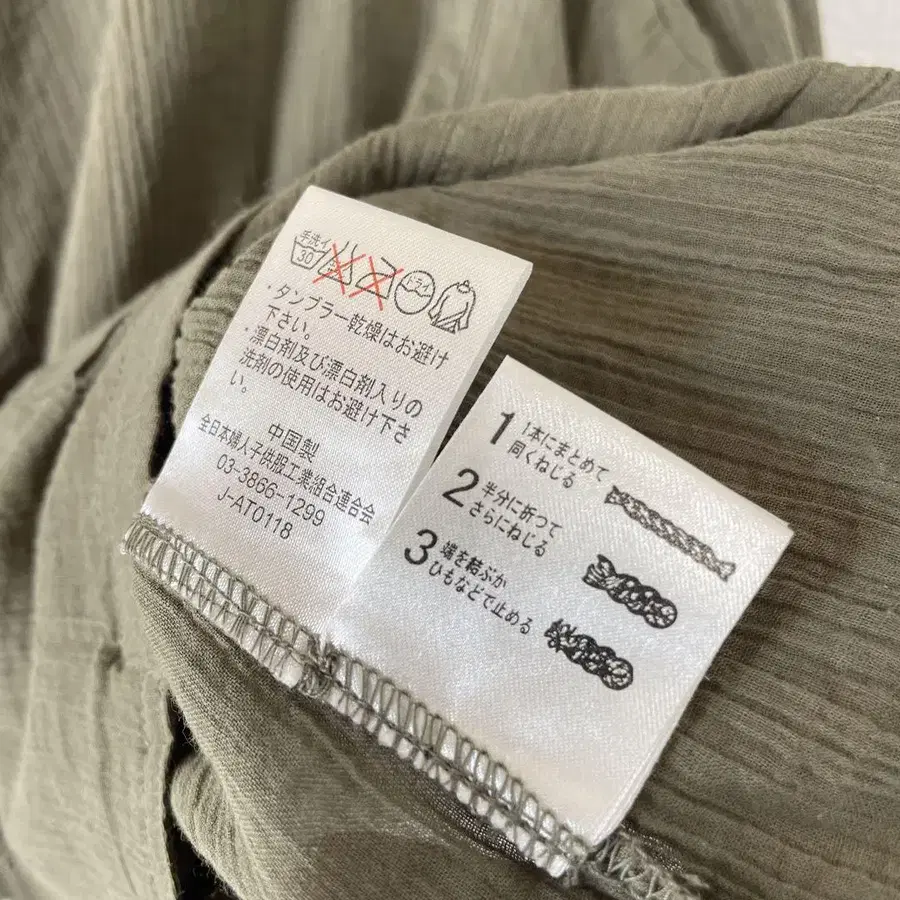 手洗イ
30
ドライ
・タンブラー乾燥はお避け
下さい。
・漂白剤及び漂白剤入りの
洗剤の使用はお避け下さ
い。
中国製
全日本婦人子供服工業組合連合会
03-3866-1299
J-AT0118
1 1本にまとめて
同くねじる
2 半分に折って
さらにねじる
3 端を結ぶか
ひもなどで止める